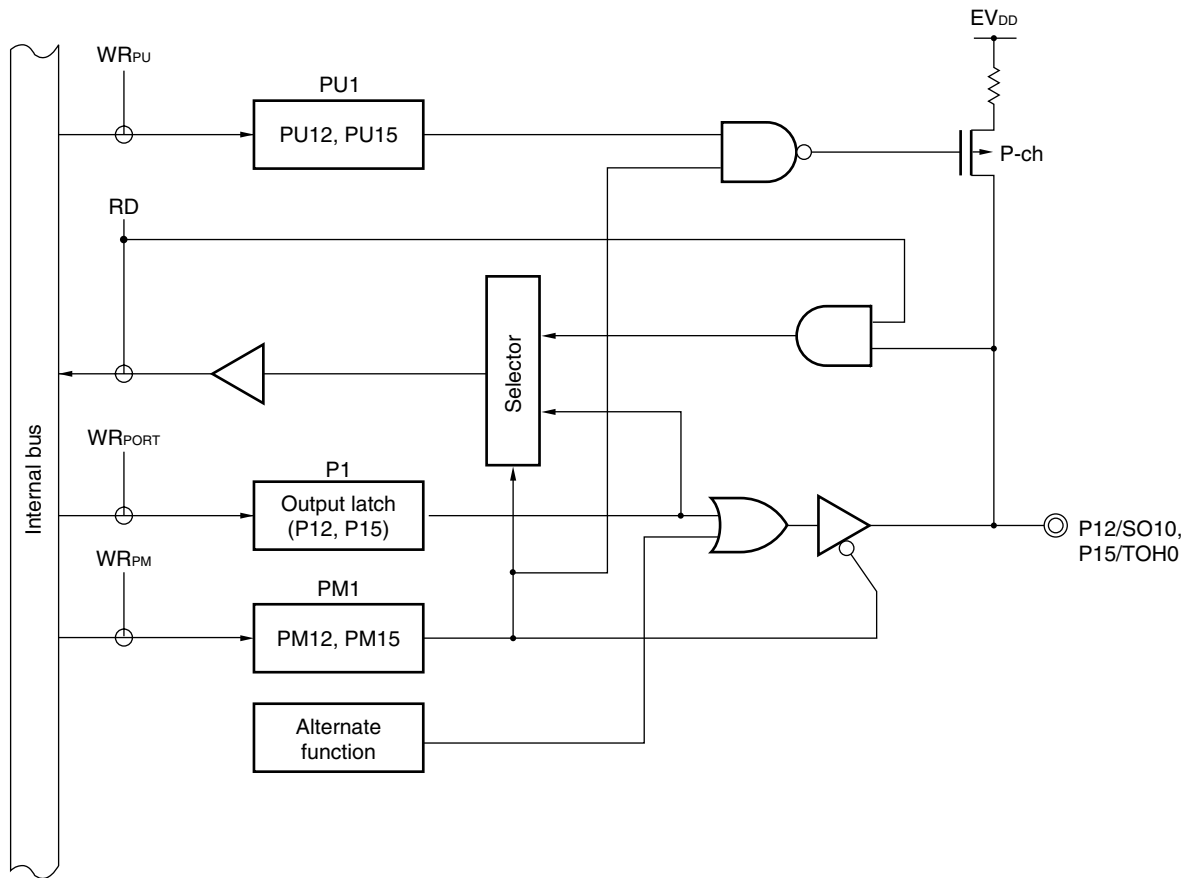 EVDD
WRPU
PU1
PU12, PU15
P-ch
RD
Selector
Internal bus
WRPORT
P1
Output latch
(P12, P15)
P12/SO10,
P15/TOH0
WRPM
PM1
PM12, PM15
Alternate
function